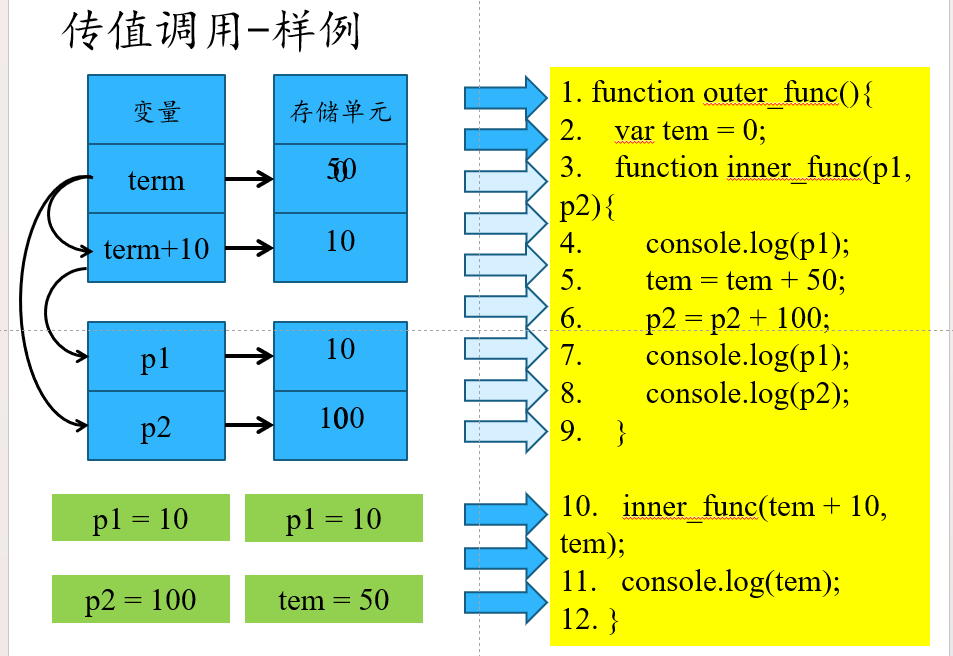 传值调用-样例
变量
存储单元
term
50
0
term+10
10
p1
10
p2
100
0
p1 = 10
p1 = 10
p2 = 100
tem = 50
1. function outer_func(){
2. var tem = 0;
3. function inner_func(p1,
p2){
4. console.log(p1);
5. tem = tem + 50;
6. p2 = p2 + 100;
7. console.log(p1);
8. console.log(p2);
9. }
10. inner_func(tem + 10,
tem);
11. console.log(tem);
12. }